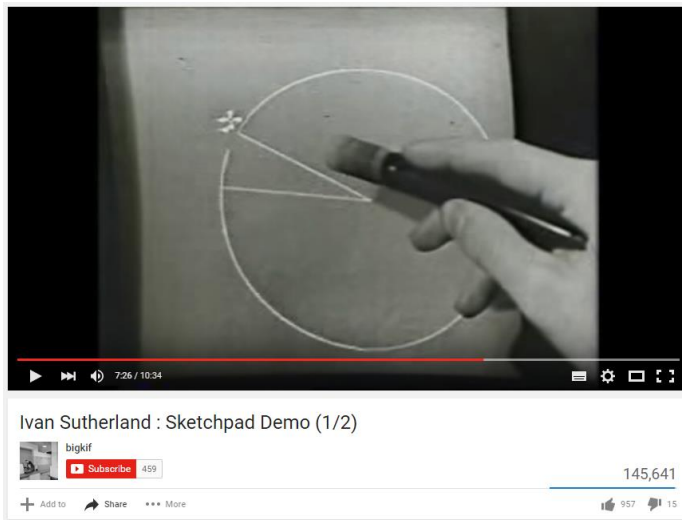 7:26 / 10:34
Ivan Sutherland : Sketchpad Demo (1/2)
bigkif
Subscribe 459
145,641
Add to Share More 957 15